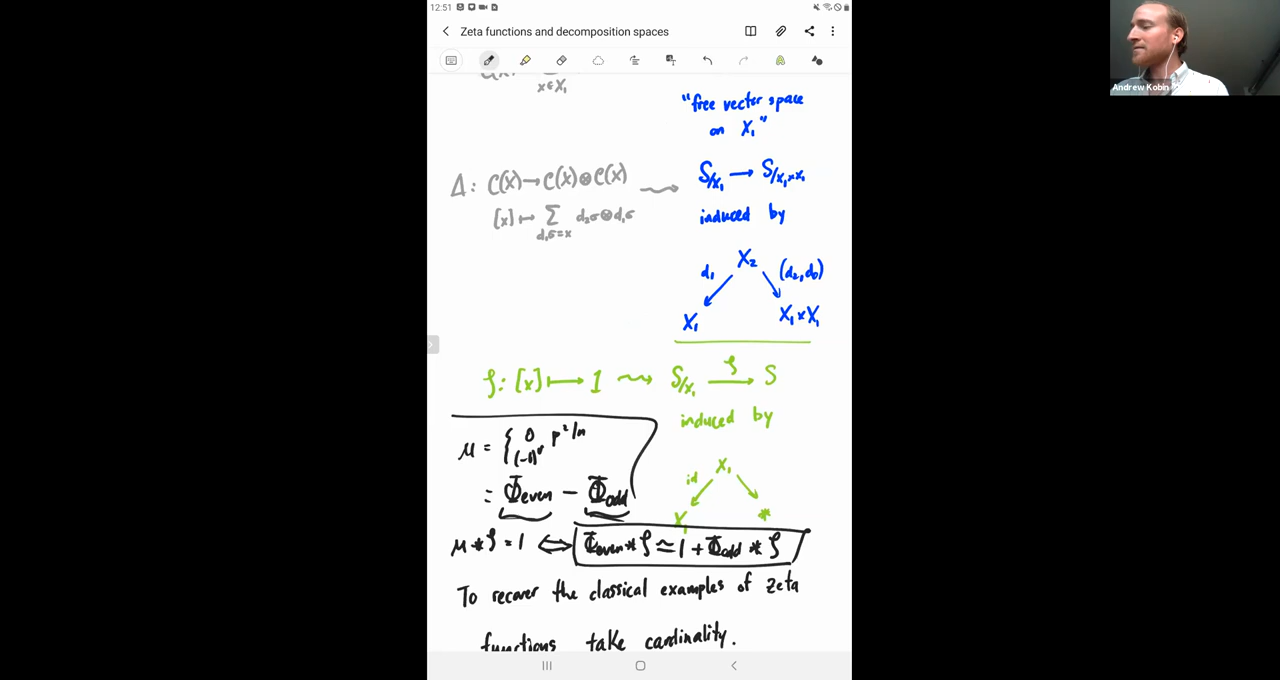 12:51
Zeta functions and decomposition spaces
Andrew Kobin
x∈X₁
"free vector space
on X₁"
Δ: C(X) → C(X)⊗C(X) ⇝ S/X₁ → S/X₁×X₁
[x] ↦ Σ d₂σ⊗d₁σ
d₁σ=x
induced by
X₂
d₁ (d₂,d₀)
X₁ X₁×X₁
ζ: [x] ↦ 1 ⇝ S/X₁ ζ→ S
induced by
X₁
id
X₁ *
μ = { 0 p²|n
(-1)ʳ
= Φeven − Φodd
μ*ζ = 1 ⟺ Φeven * ζ ≃ 1 + Φodd * ζ
To recover the classical examples of zeta
functions take cardinality.